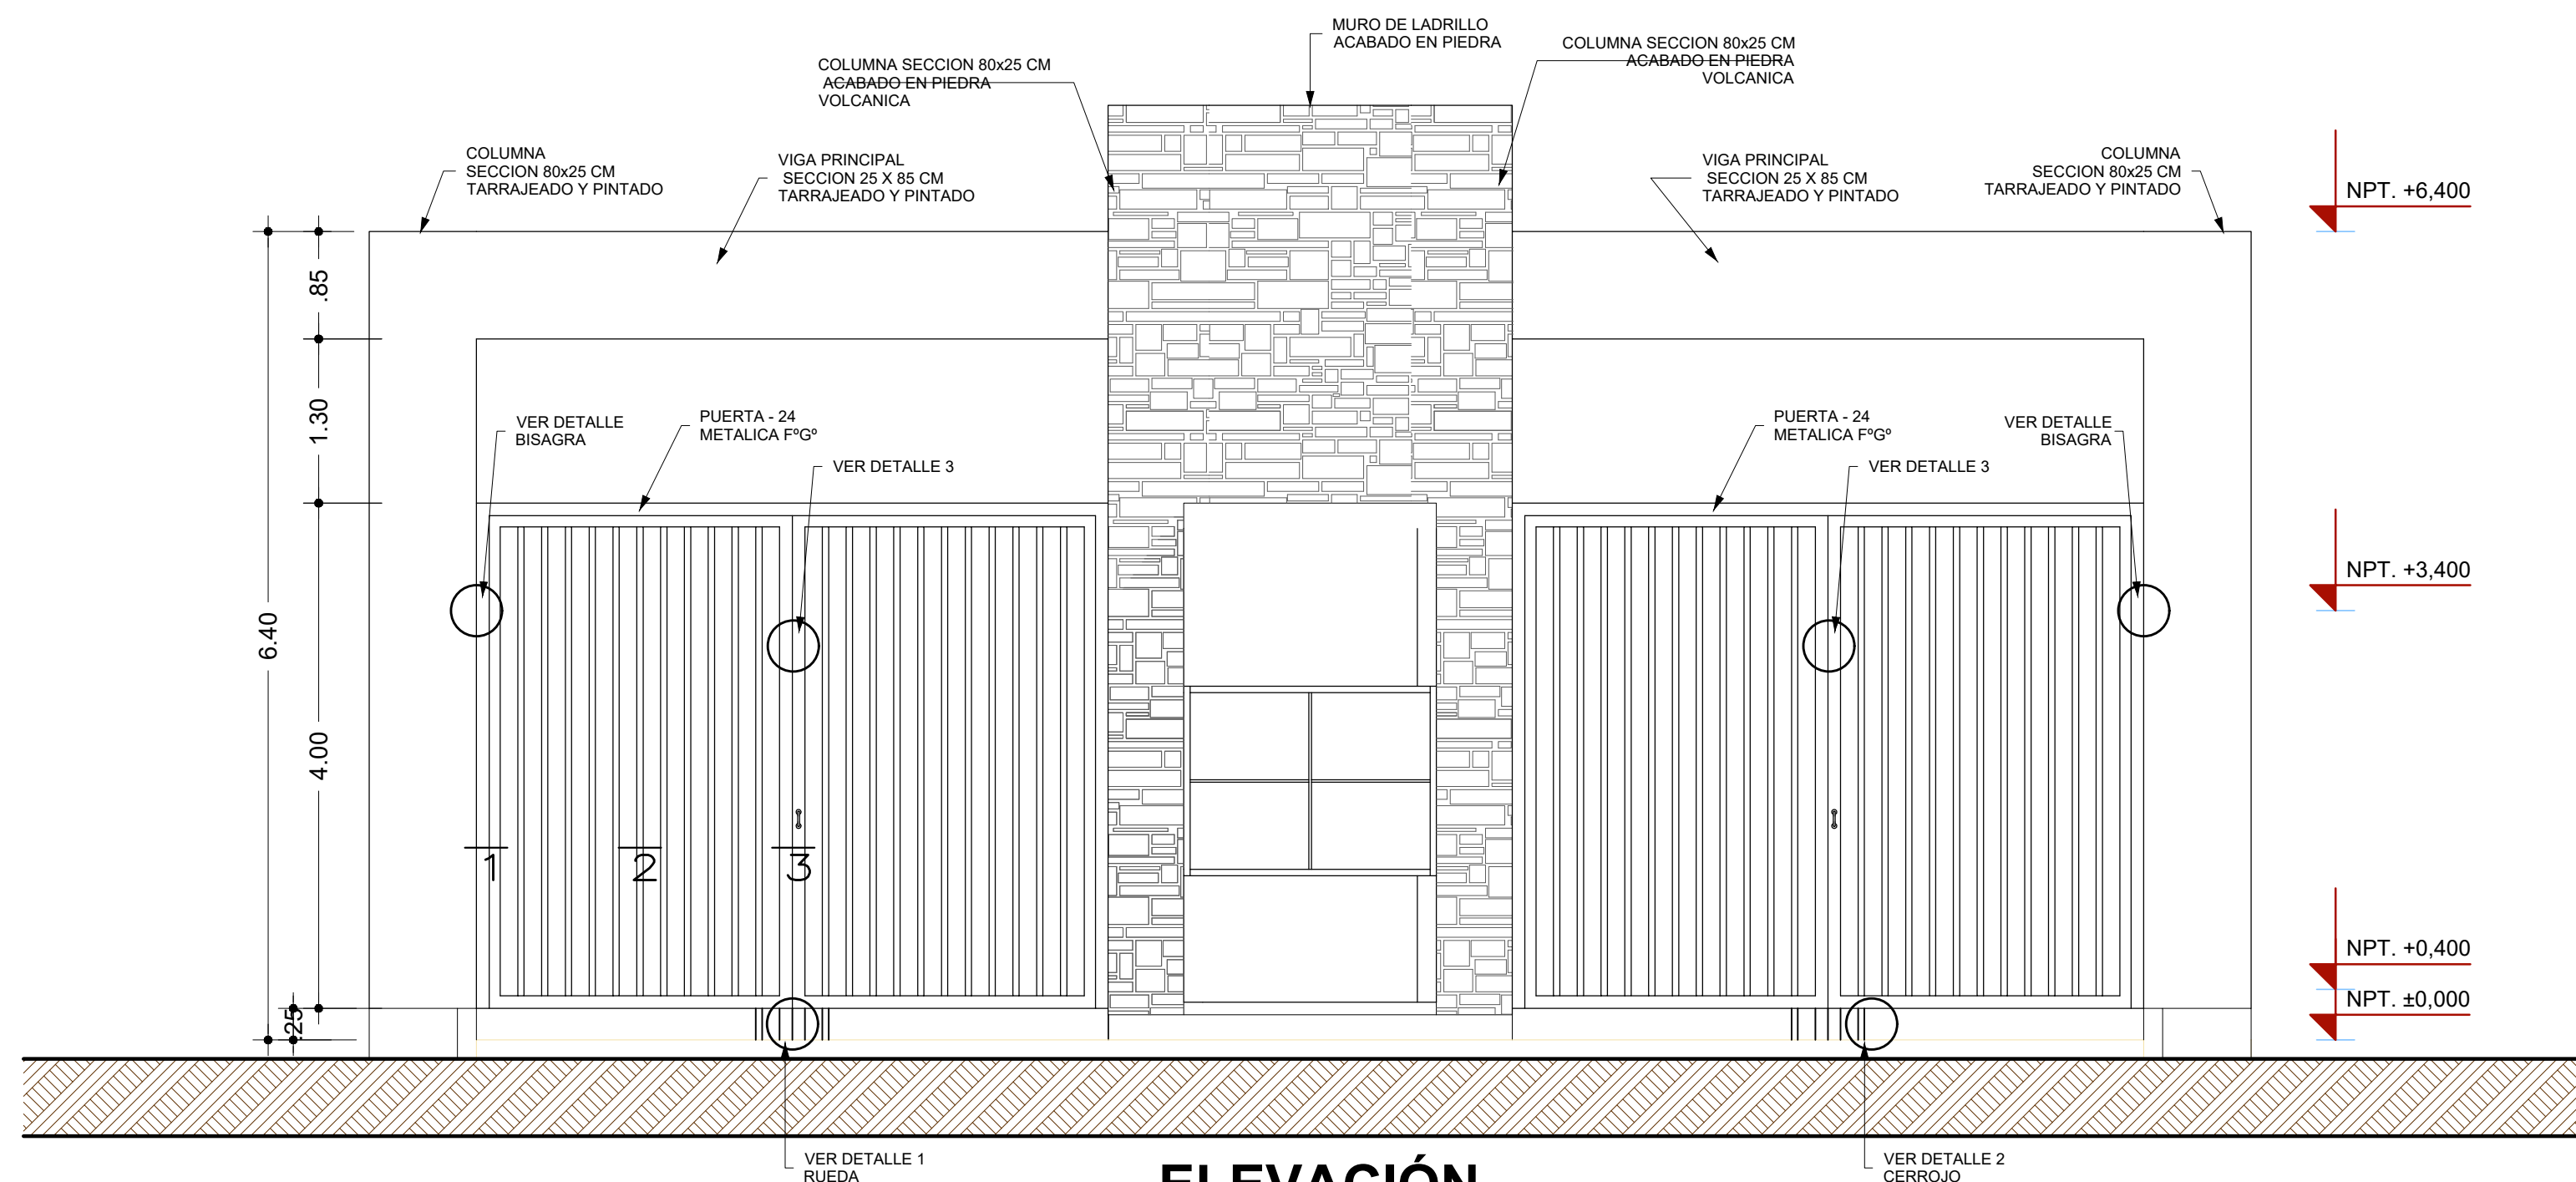 MURO DE LADRILLO
ACABADO EN PIEDRA
COLUMNA SECCION 80x25 CM
ACABADO EN PIEDRA
VOLCANICA
COLUMNA SECCION 80x25 CM
ACABADO EN PIEDRA
VOLCANICA
COLUMNA
SECCION 80x25 CM
TARRAJEADO Y PINTADO
VIGA PRINCIPAL
SECCION 25 X 85 CM
TARRAJEADO Y PINTADO
VIGA PRINCIPAL
SECCION 25 X 85 CM
TARRAJEADO Y PINTADO
COLUMNA
SECCION 80x25 CM
TARRAJEADO Y PINTADO
NPT. +6,400
.85
1.30
VER DETALLE
BISAGRA
PUERTA - 24
METALICA FºGº
VER DETALLE 3
PUERTA - 24
METALICA FºGº
VER DETALLE 3
VER DETALLE
BISAGRA
NPT. +3,400
6.40
4.00
1
2
3
NPT. +0,400
NPT. ±0,000
.25
VER DETALLE 1
RUEDA
ELEVACIÓN
VER DETALLE 2
CERROJO